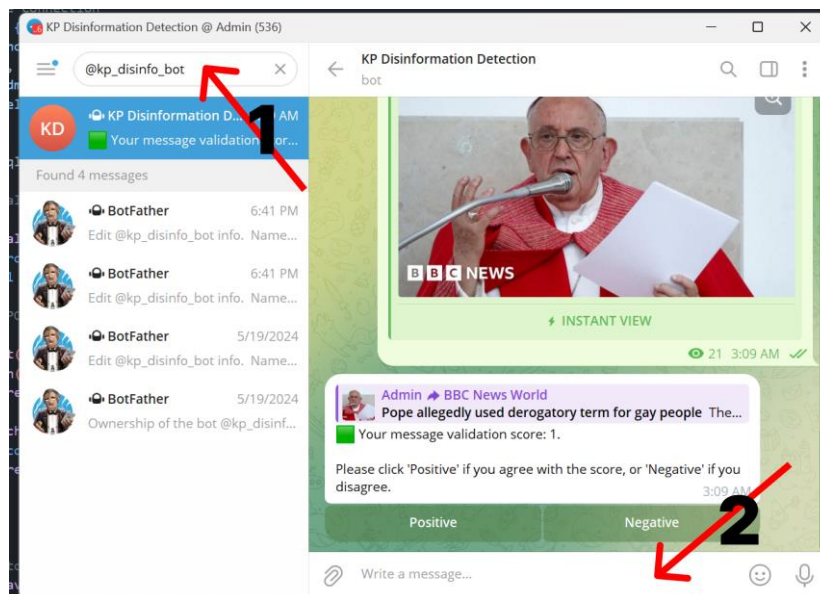 KP Disinformation Detection @ Admin (536)
@kp_disinfo_bot
KP Disinformation Detection
bot
KD
KP Disinformation D... AM
Your message validation
Found 4 messages
BotFather 6:41 PM
Edit @kp_disinfo_bot info. Name...
BotFather 6:41 PM
Edit @kp_disinfo_bot info. Name...
BotFather 5/19/2024
Edit @kp_disinfo_bot info. Name...
BotFather 5/19/2024
Ownership of the bot @kp_disinf...
1
BBC NEWS
INSTANT VIEW
21 3:09 AM
Admin BBC News World
Pope allegedly used derogatory term for gay people The...
Your message validation score: 1.
Please click 'Positive' if you agree with the score, or 'Negative' if you
disagree.
3:09 AM
Positive Negative
2
Write a message...